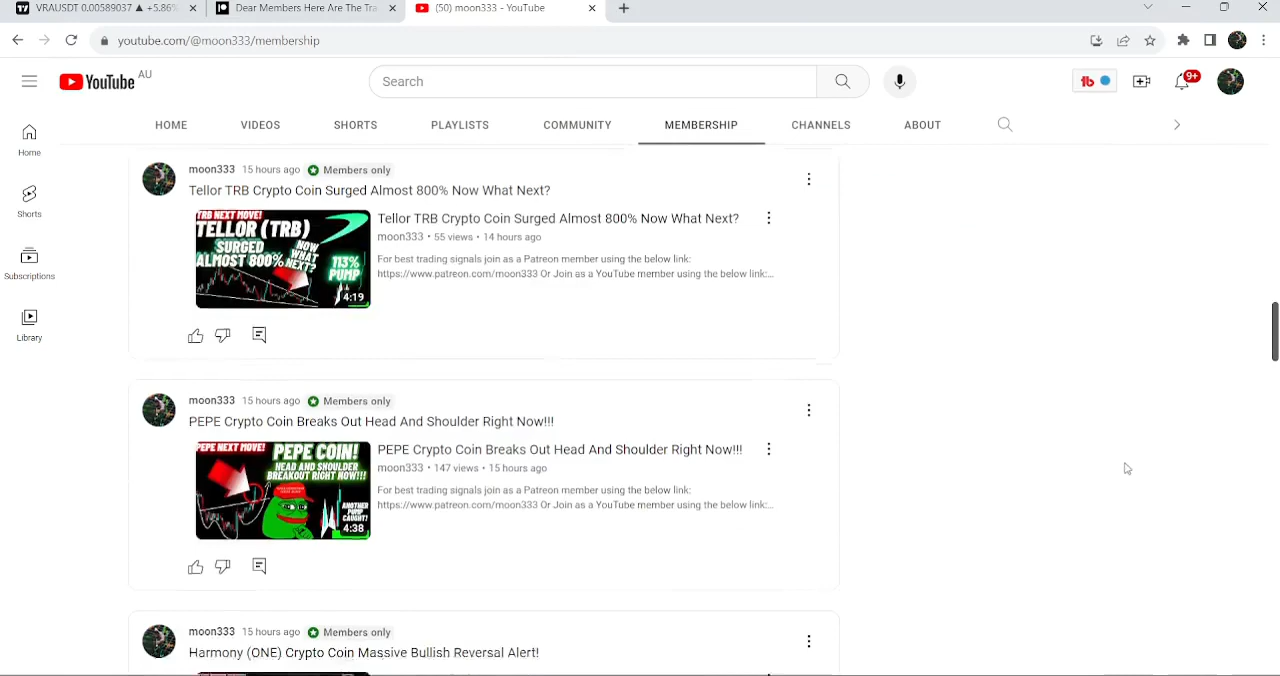 VRAUSDT 0.00589037 ▲ +5.86%
Dear Members Here Are The Tra
(50) moon333 - YouTube
youtube.com/@moon333/membership
YouTube AU
Search
9+
HOME
VIDEOS
SHORTS
PLAYLISTS
COMMUNITY
MEMBERSHIP
CHANNELS
ABOUT
Home
Shorts
Subscriptions
Library
moon333 15 hours ago Members only
Tellor TRB Crypto Coin Surged Almost 800% Now What Next?
TRB NEXT MOVE!
TELLOR (TRB)
SURGED
ALMOST 800%
NOW
WHAT
NEXT?
113%
PUMP
4:19
Tellor TRB Crypto Coin Surged Almost 800% Now What Next?
moon333 • 55 views • 14 hours ago
For best trading signals join as a Patreon member using the below link:
https://www.patreon.com/moon333 Or Join as a YouTube member using the below link:...
moon333 15 hours ago Members only
PEPE Crypto Coin Breaks Out Head And Shoulder Right Now!!!
PEPE NEXT MOVE!
PEPE COIN!
HEAD AND SHOULDER
BREAKOUT RIGHT NOW!!!
ANOTHER
PUMP
CAUGHT!
4:38
PEPE Crypto Coin Breaks Out Head And Shoulder Right Now!!!
moon333 • 147 views • 15 hours ago
For best trading signals join as a Patreon member using the below link:
https://www.patreon.com/moon333 Or Join as a YouTube member using the below link:...
moon333 15 hours ago Members only
Harmony (ONE) Crypto Coin Massive Bullish Reversal Alert!